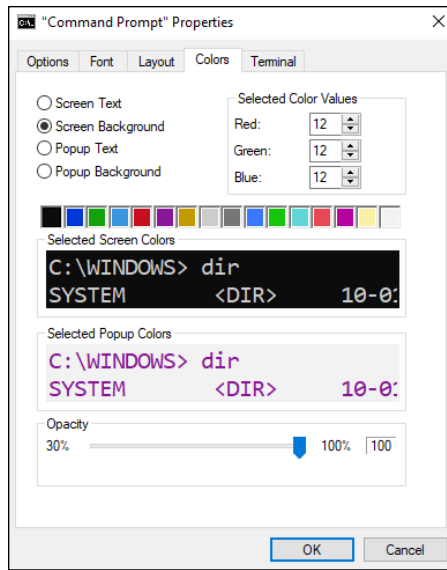 "Command Prompt" Properties
Options Font Layout Colors Terminal
Screen Text
Screen Background
Popup Text
Popup Background
Selected Color Values
Red: 12
Green: 12
Blue: 12
Selected Screen Colors
C:\WINDOWS> dir
SYSTEM <DIR> 10-01
Selected Popup Colors
C:\WINDOWS> dir
SYSTEM <DIR> 10-01
Opacity
30% 100% 100
OK Cancel